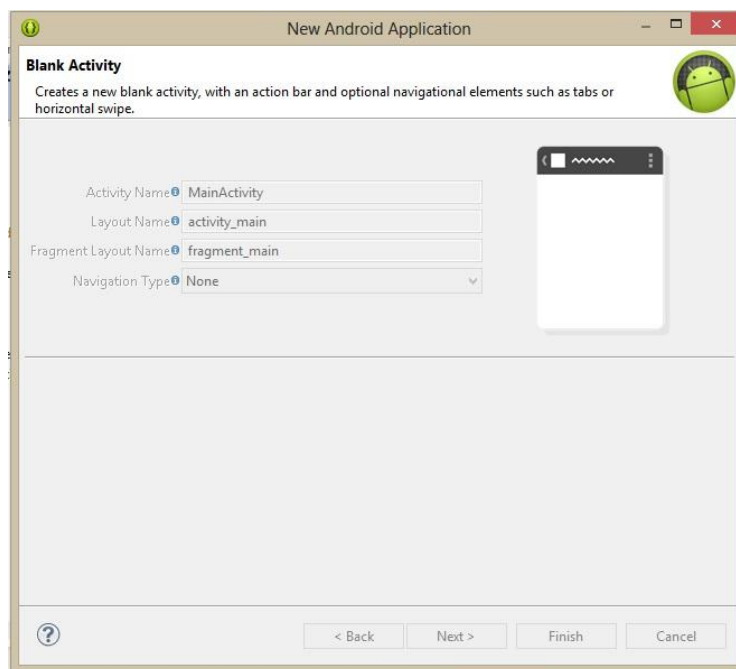 New Android Application
Blank Activity
Creates a new blank activity, with an action bar and optional navigational elements such as tabs or
horizontal swipe.
Activity Name MainActivity
Layout Name activity_main
Fragment Layout Name fragment_main
Navigation Type None
< Back Next > Finish Cancel